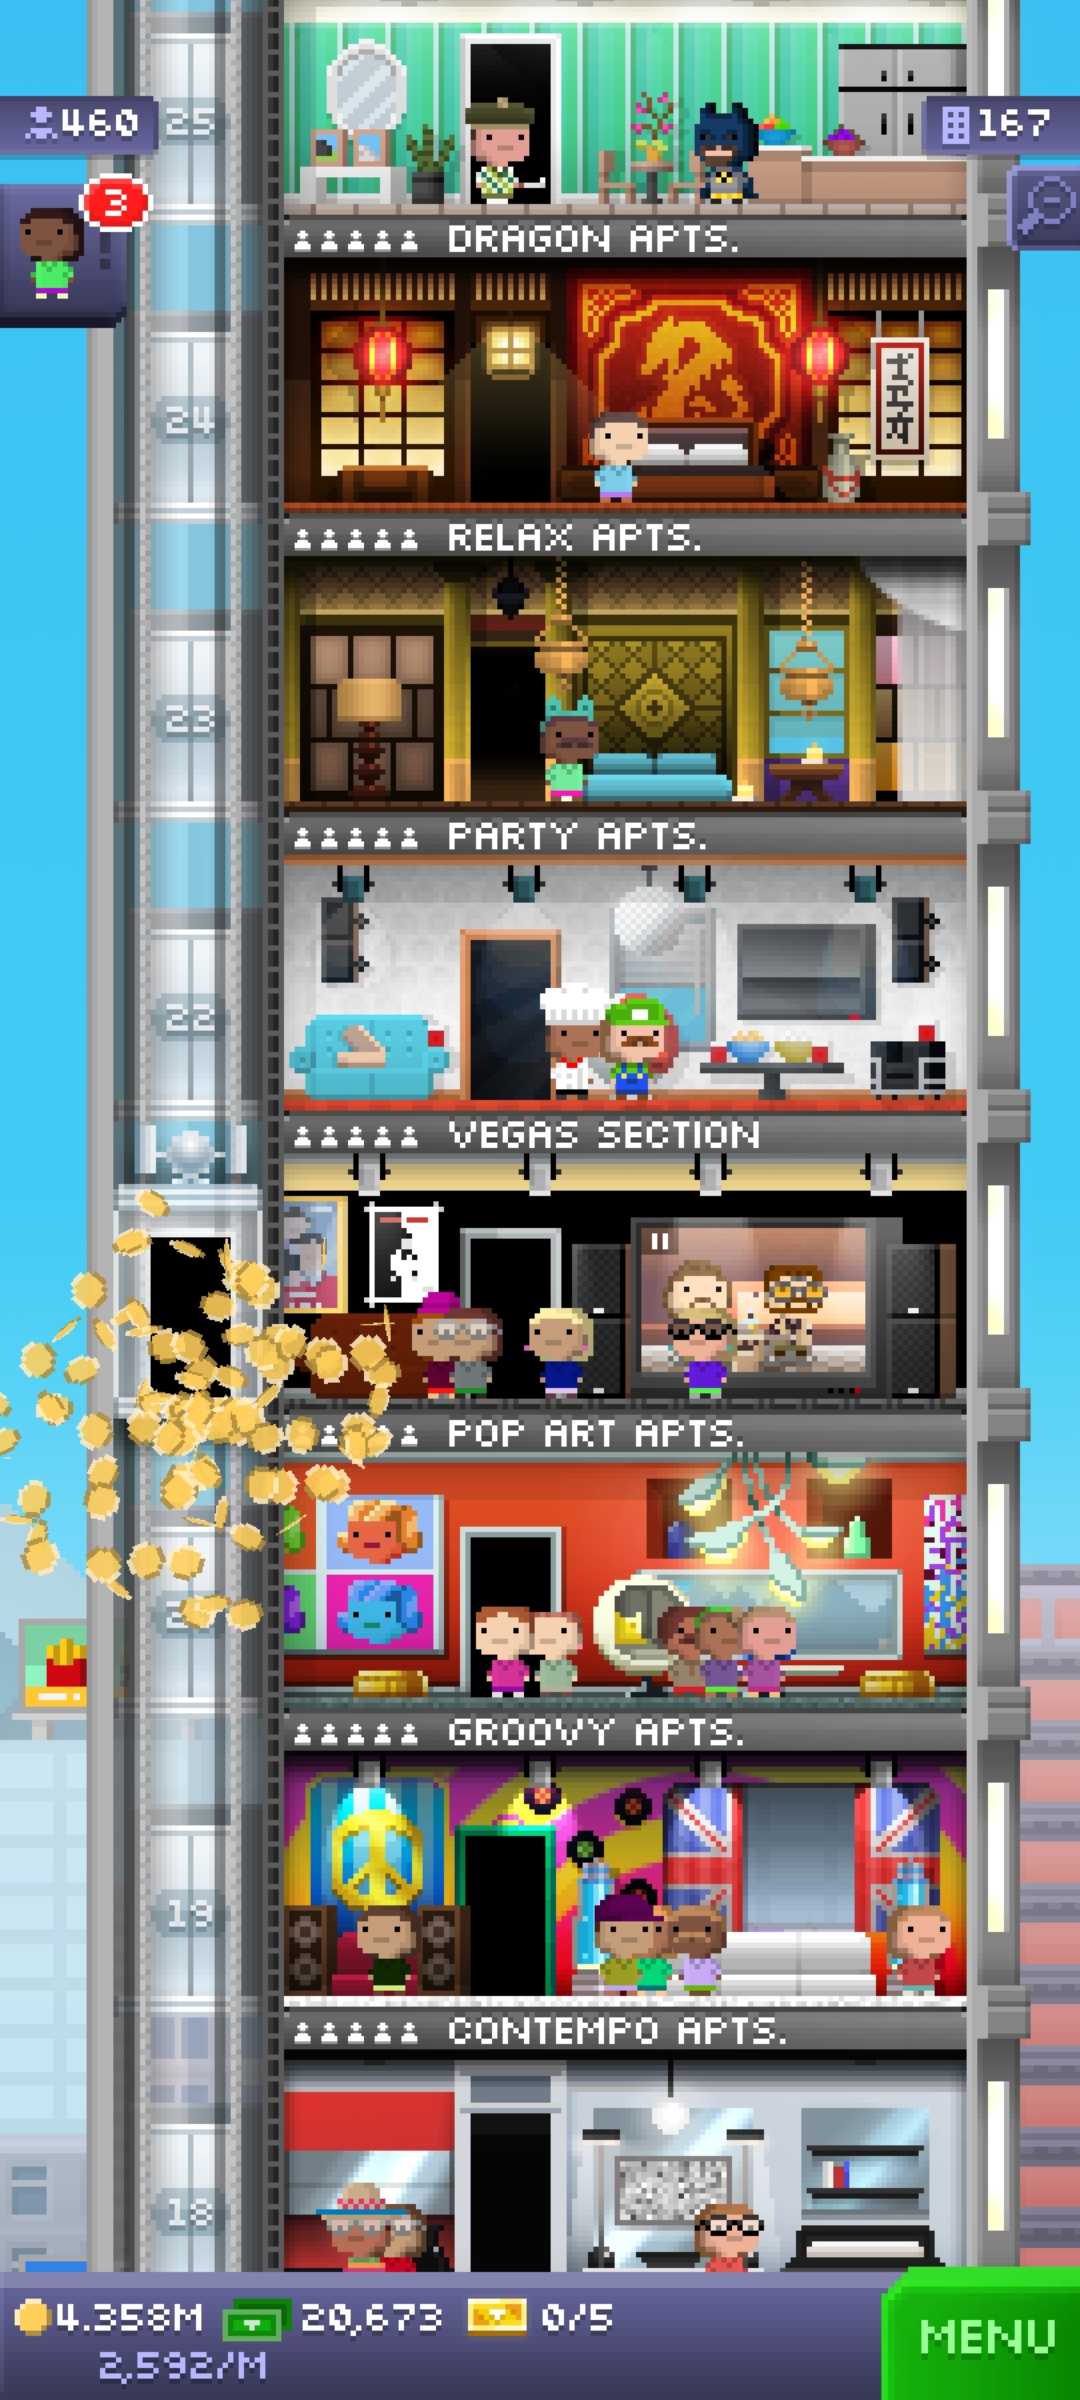 460
25
167
3
DRAGON APTS.
24
RELAX APTS.
23
PARTY APTS.
22
VEGAS SECTION
POP ART APTS.
GROOVY APTS.
19
CONTEMPO APTS.
18
4.358M 20,673 0/5
2,592/M
MENU